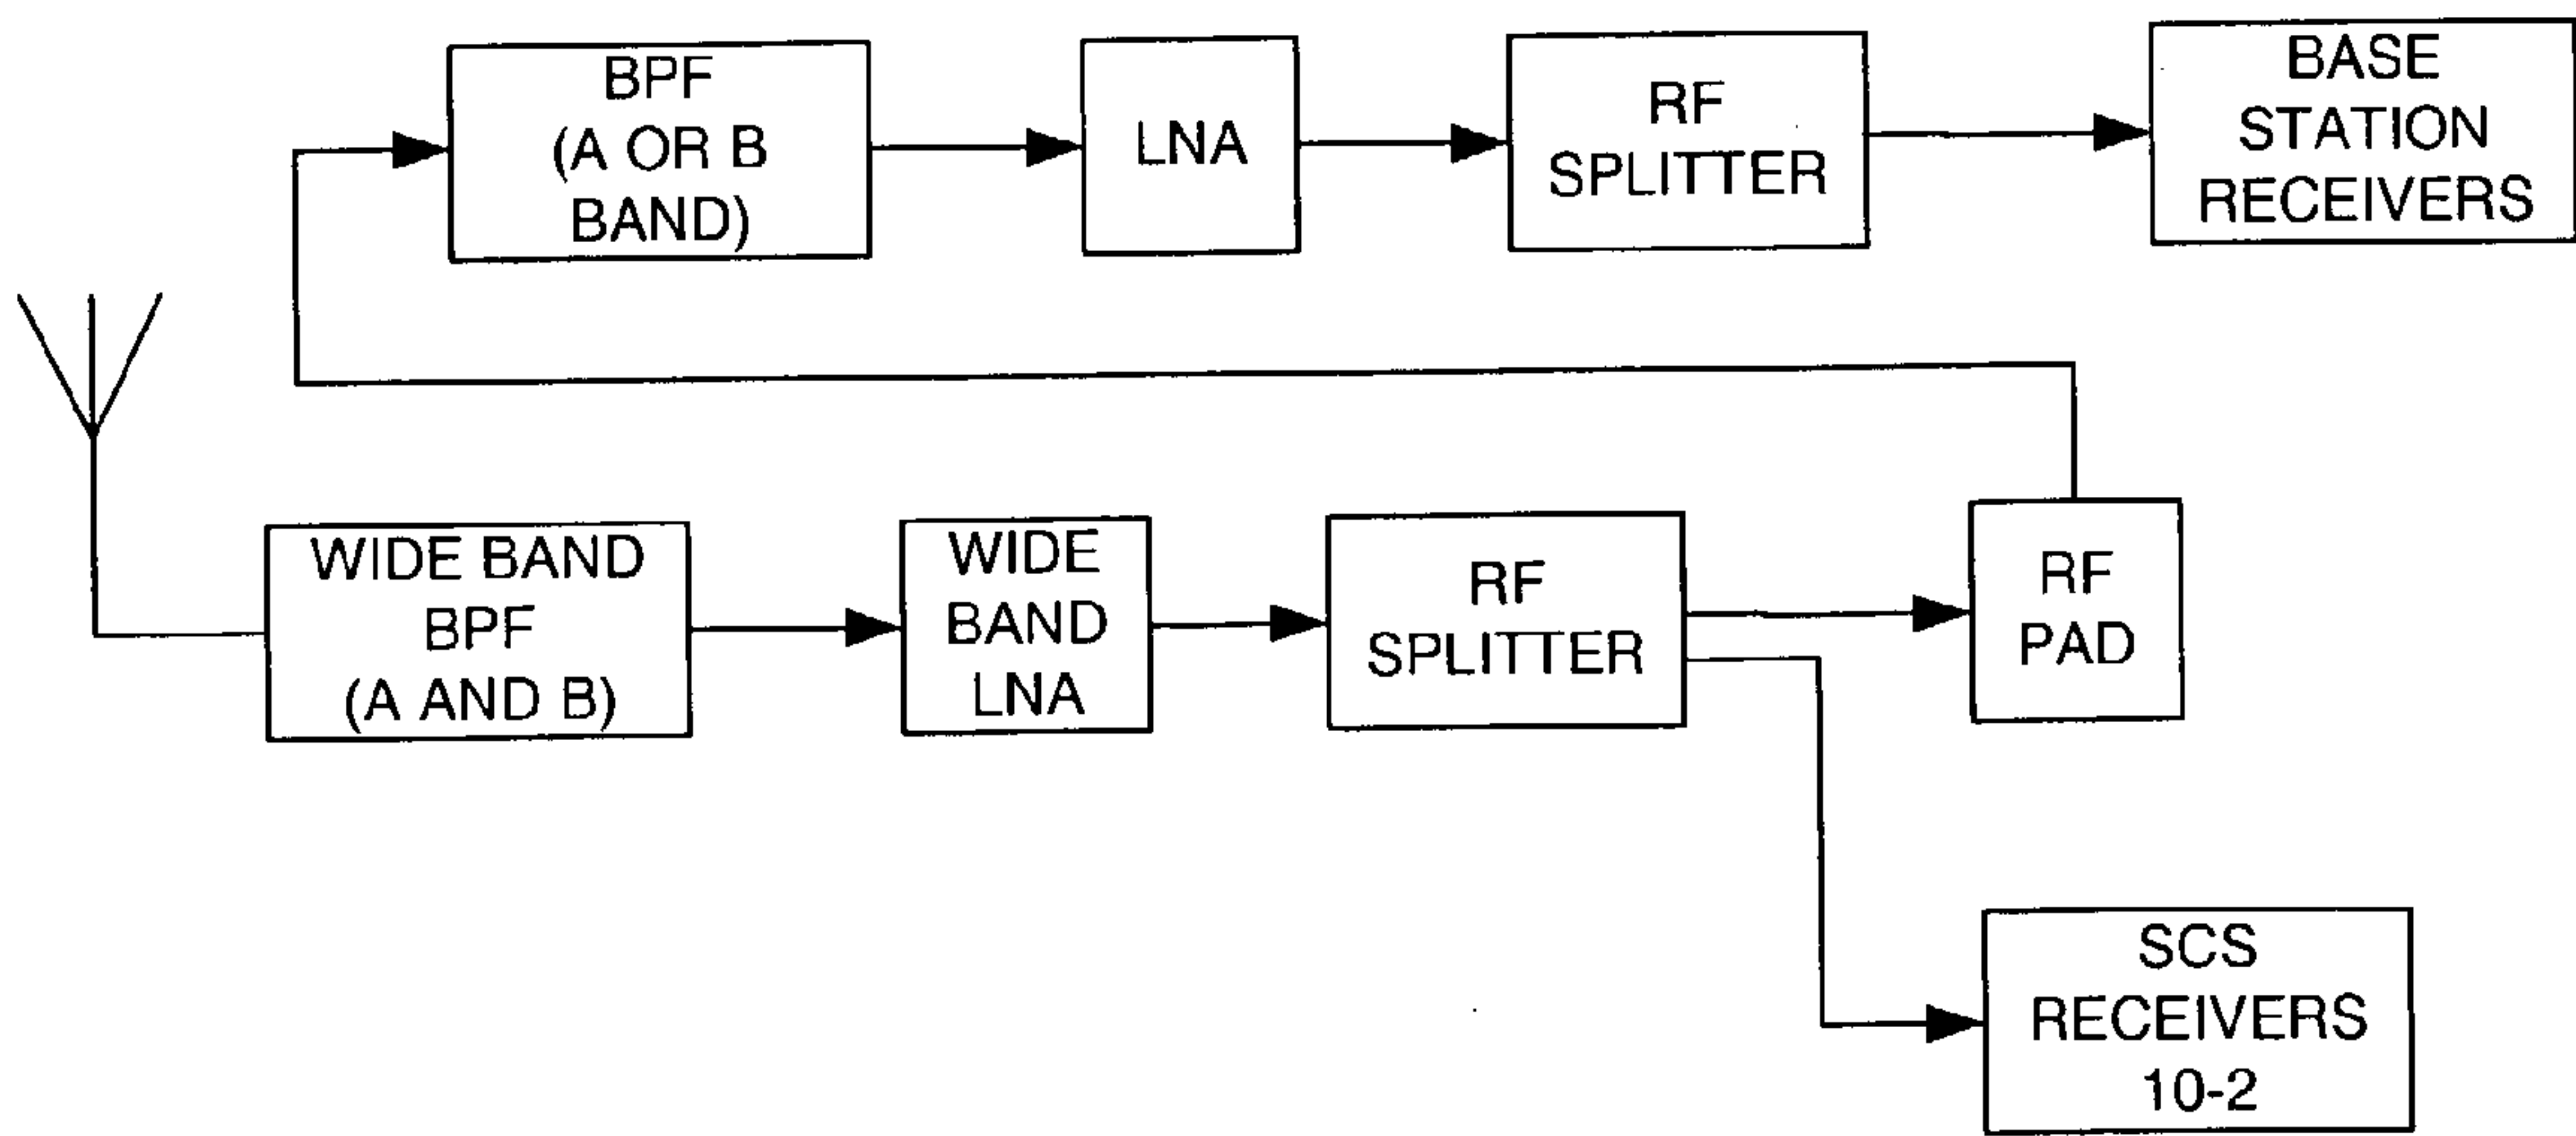 BPF
(A OR B
BAND)
LNA
RF
SPLITTER
BASE
STATION
RECEIVERS
WIDE BAND
BPF
(A AND B)
WIDE
BAND
LNA
RF
SPLITTER
RF
PAD
SCS
RECEIVERS
10-2